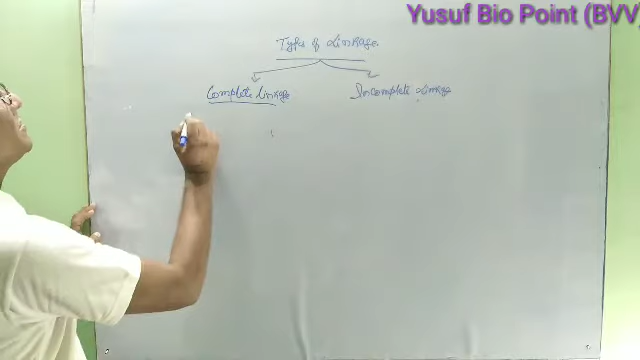 Yusuf Bio Point (BVV
Types of Linkage.
Complete Linkage
Incomplete Linkage